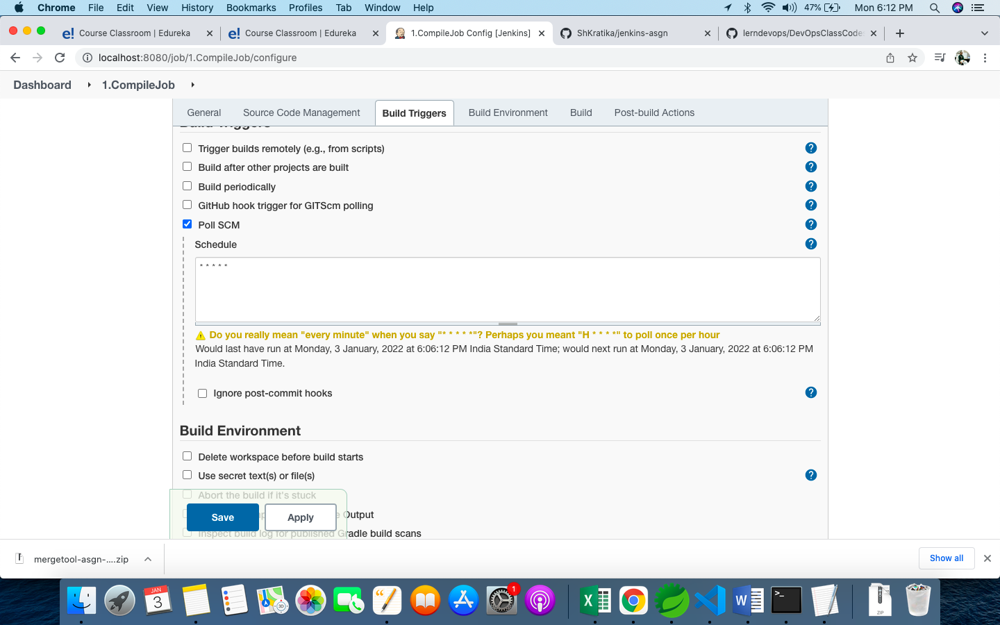 Chrome File Edit View History Bookmarks Profiles Tab Window Help 47% Mon 6:12 PM
e! Course Classroom | Edureka e! Course Classroom | Edureka 1.CompileJob Config [Jenkins] ShKratika/jenkins-asgn lerndevops/DevOpsClassCodes
localhost:8080/job/1.CompileJob/configure
Dashboard 1.CompileJob
General Source Code Management Build Triggers Build Environment Build Post-build Actions
Build Triggers
Trigger builds remotely (e.g., from scripts) ?
Build after other projects are built ?
Build periodically ?
GitHub hook trigger for GITScm polling ?
Poll SCM ?
Schedule ?
* * * * *
Do you really mean "every minute" when you say "* * * * *"? Perhaps you meant "H * * * *" to poll once per hour
Would last have run at Monday, 3 January, 2022 at 6:06:12 PM India Standard Time; would next run at Monday, 3 January, 2022 at 6:06:12 PM
India Standard Time.
Ignore post-commit hooks ?
Build Environment
Delete workspace before build starts
Use secret text(s) or file(s) ?
Abort the build if it's stuck
Save Apply Output
Inspect build log for published Gradle build scans
mergetool-asgn-....zip Show all
JAN
3
3D
1
X
W
>_
ZIP